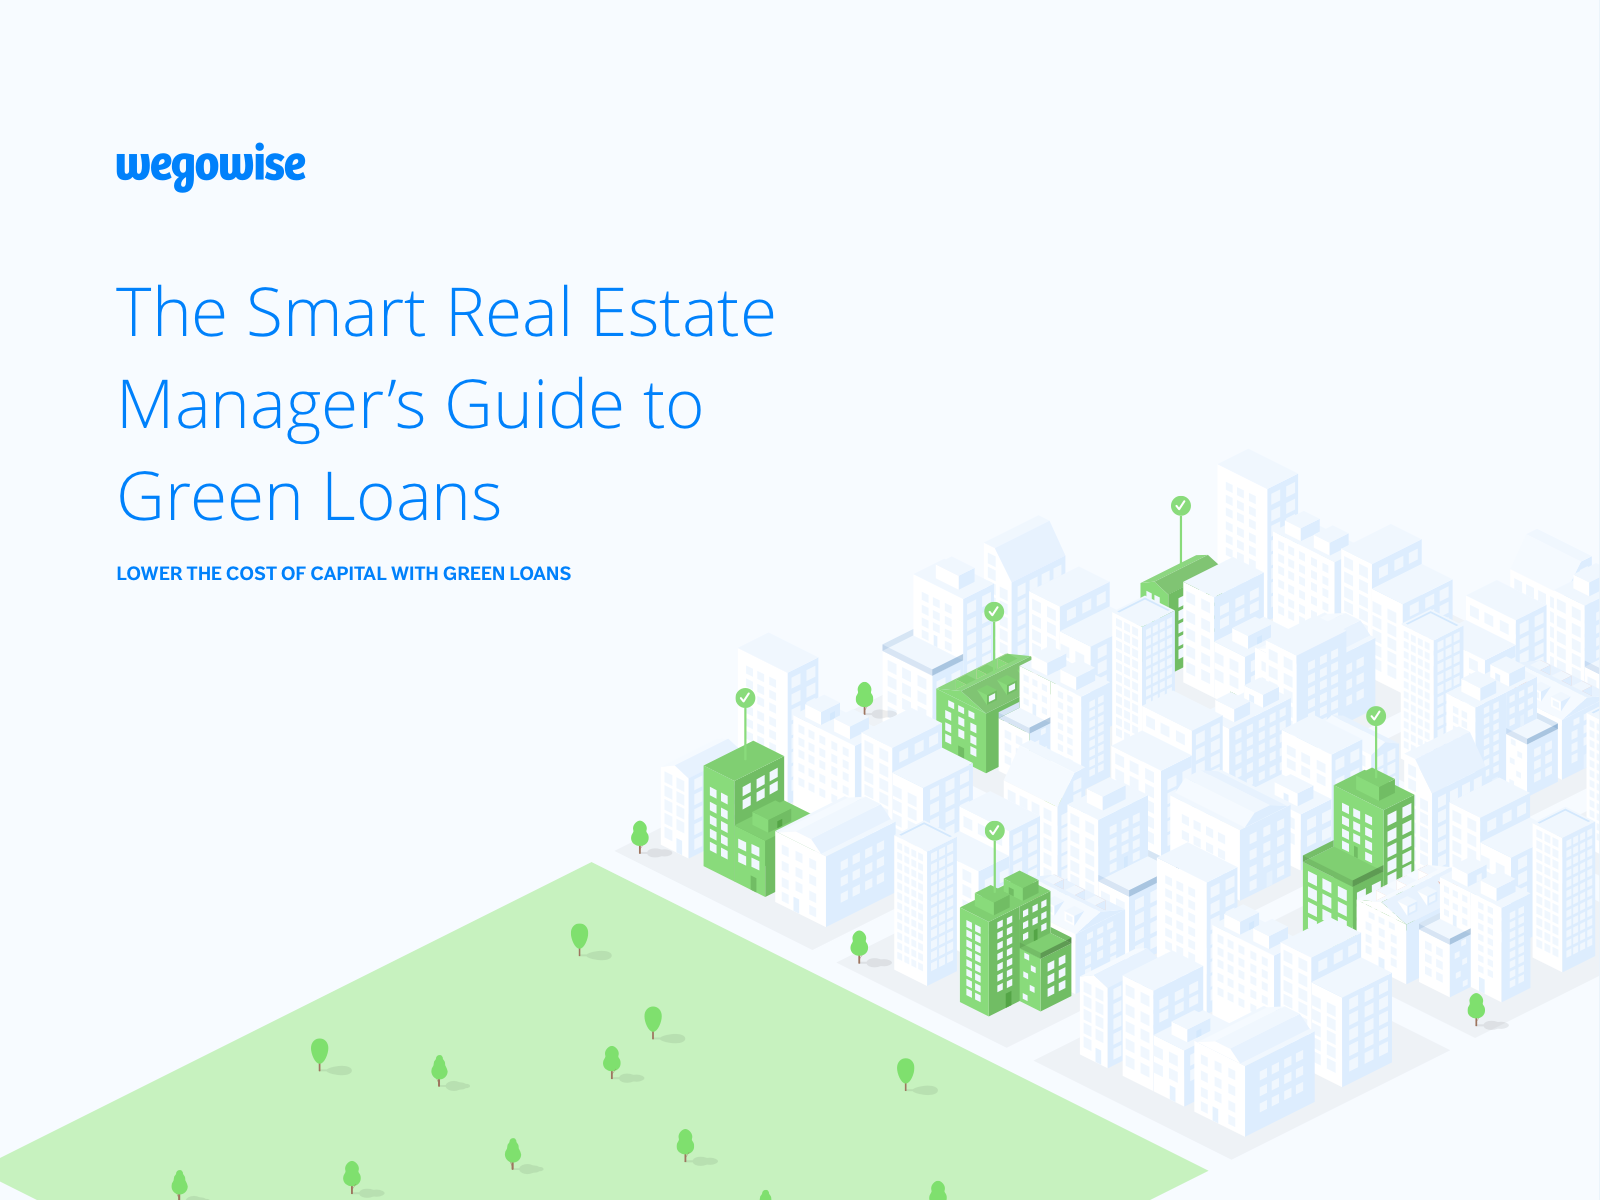 wegowise
The Smart Real Estate
Manager’s Guide to
Green Loans
LOWER THE COST OF CAPITAL WITH GREEN LOANS